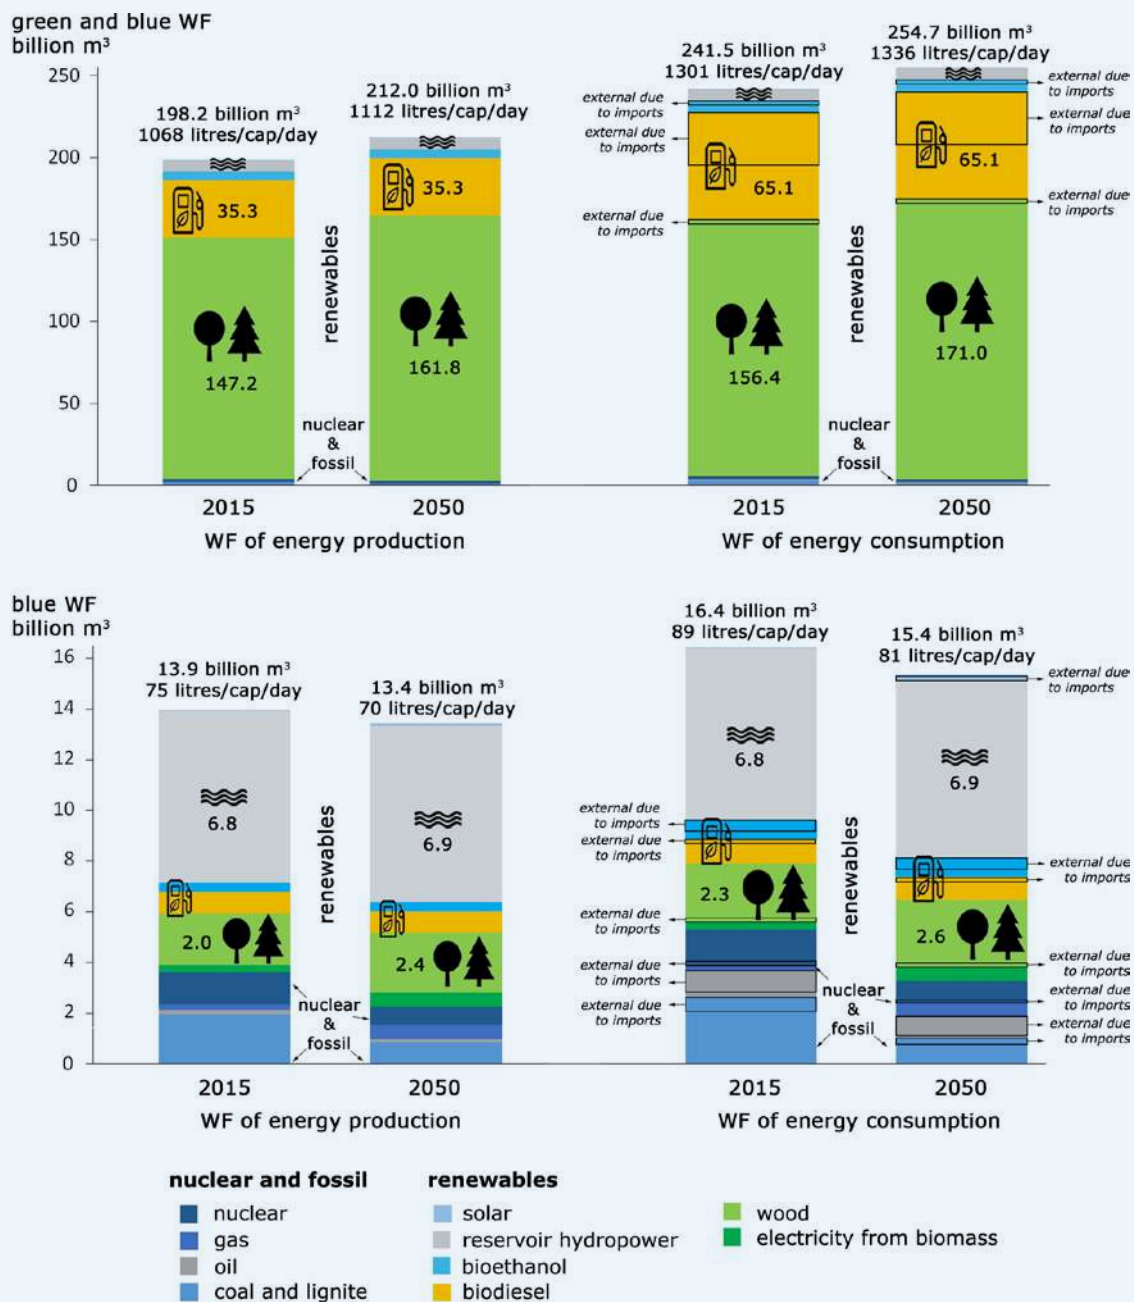 green and blue WF
billion m³
250
200
150
100
50
0
198.2 billion m³
1068 litres/cap/day
35.3
147.2
212.0 billion m³
1112 litres/cap/day
35.3
161.8
renewables
nuclear
&
fossil
2015
2050
WF of energy production
241.5 billion m³
1301 litres/cap/day
external due
to imports
external due
to imports
65.1
external due
to imports
156.4
254.7 billion m³
1336 litres/cap/day
external due
to imports
external due
to imports
65.1
external due
to imports
171.0
renewables
nuclear
&
fossil
2015
2050
WF of energy consumption
blue WF
billion m³
16
14
12
10
8
6
4
2
0
13.9 billion m³
75 litres/cap/day
6.8
2.0
13.4 billion m³
70 litres/cap/day
6.9
2.4
renewables
nuclear
&
fossil
2015
2050
WF of energy production
16.4 billion m³
89 litres/cap/day
6.8
external due
to imports
external due
to imports
2.3
external due
to imports
external due
to imports
external due
to imports
15.4 billion m³
81 litres/cap/day
external due
to imports
6.9
external due
to imports
2.6
external due
to imports
external due
to imports
external due
to imports
renewables
nuclear
&
fossil
2015
2050
WF of energy consumption
nuclear and fossil
nuclear
gas
oil
coal and lignite
renewables
solar
reservoir hydropower
bioethanol
biodiesel
wood
electricity from biomass